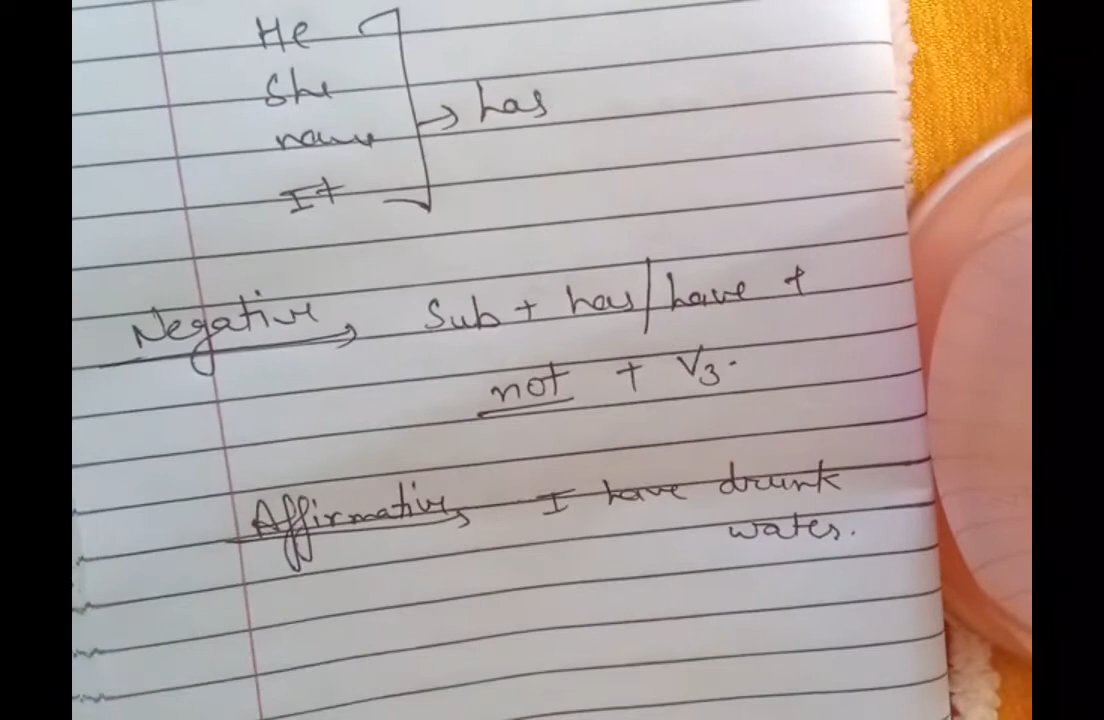 He
She → has
name
It
Negative → Sub + has/have +
not + V3.
Affirmative → I have drunk
water.